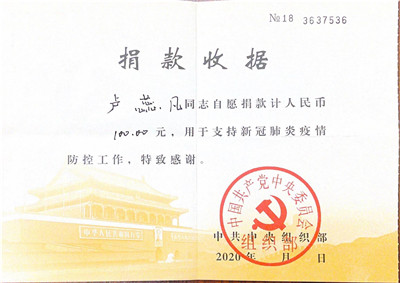 №18 3637536
捐款收据
卢蕊凡同志自愿捐款计人民币
100.00元，用于支持新冠肺炎疫情
防控工作，特致感谢。
中国共产党中央委员会
组织部
中共中央组织部
2020年 月 日